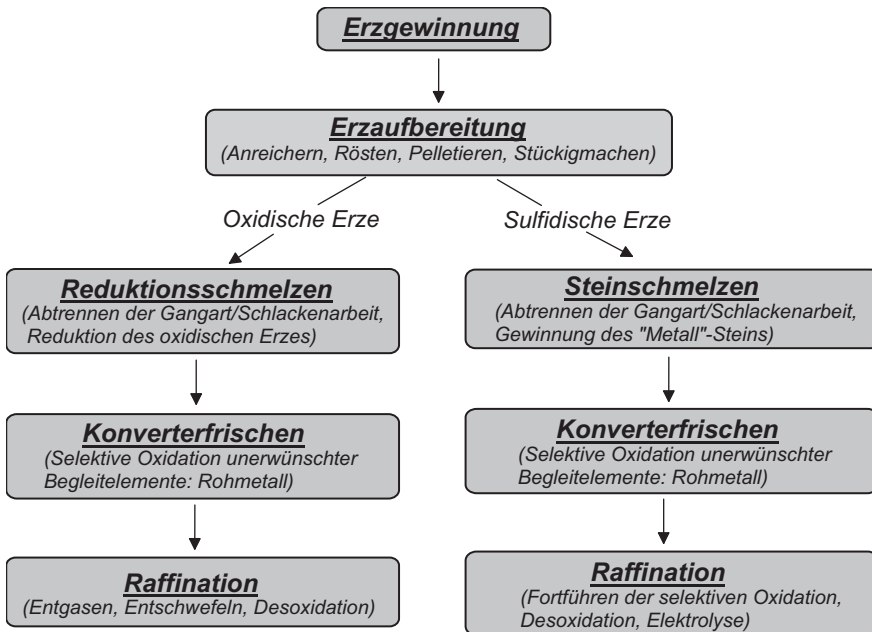 Erzgewinnung
Erzaufbereitung
(Anreichern, Rösten, Pelletieren, Stückigmachen)
Oxidische Erze
Sulfidische Erze
Reduktionsschmelzen
(Abtrennen der Gangart/Schlackenarbeit,
Reduktion des oxidischen Erzes)
Steinschmelzen
(Abtrennen der Gangart/Schlackenarbeit,
Gewinnung des "Metall"-Steins)
Konverterfrischen
(Selektive Oxidation unerwünschter
Begleitelemente: Rohmetall)
Konverterfrischen
(Selektive Oxidation unerwünschter
Begleitelemente: Rohmetall)
Raffination
(Entgasen, Entschwefeln, Desoxidation)
Raffination
(Fortführen der selektiven Oxidation,
Desoxidation, Elektrolyse)